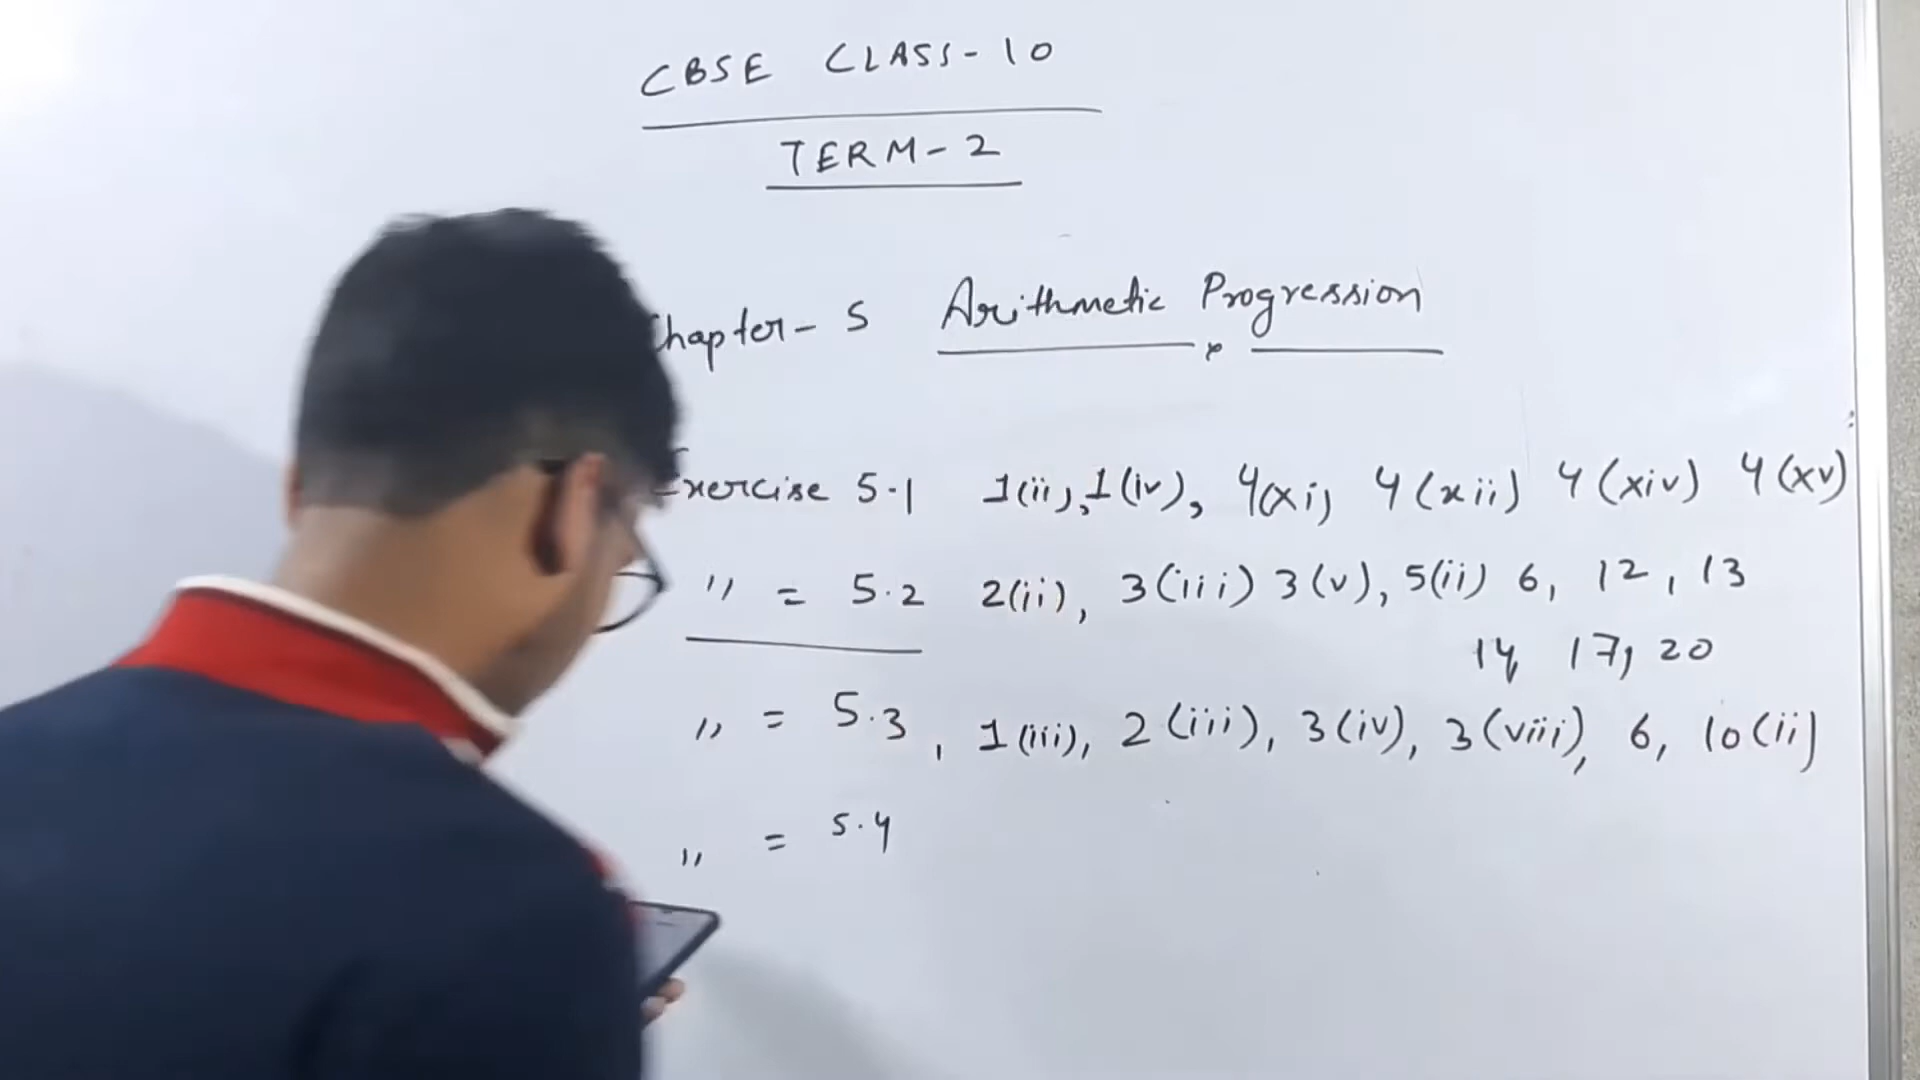 CBSE CLASS-10
TERM-2
Chapter-5 Arithmetic Progression
Exercise 5.1 1(ii), 1(iv), 4(xi) 4(xii) 4(xiv) 4(xv)
" = 5.2 2(ii), 3(iii) 3(v), 5(ii) 6, 12, 13
14 17, 20
" = 5.3, 1(iii), 2(iii), 3(iv), 3(viii), 6, 10(ii)
" = 5.4